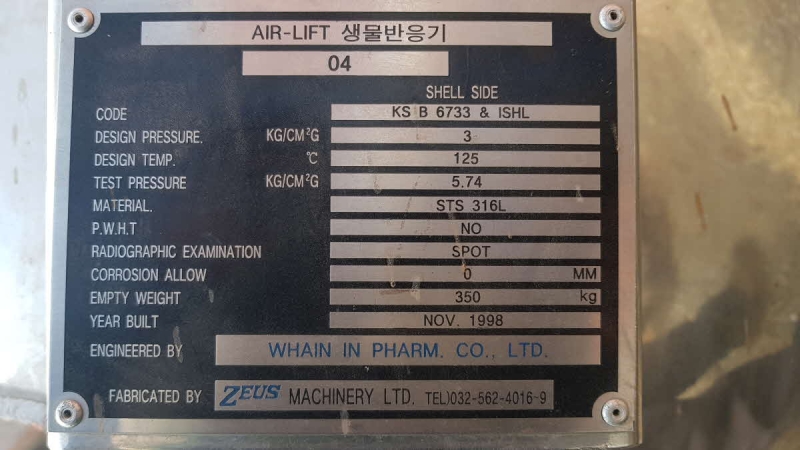 AIR-LIFT 생물반응기
04
SHELL SIDE
CODE KS B 6733 & ISHL
DESIGN PRESSURE. KG/CM²G 3
DESIGN TEMP. ℃ 125
TEST PRESSURE KG/CM²G 5.74
MATERIAL. STS 316L
P.W.H.T NO
RADIOGRAPHIC EXAMINATION SPOT
CORROSION ALLOW 0 MM
EMPTY WEIGHT 350 kg
YEAR BUILT NOV. 1998
ENGINEERED BY WHAIN IN PHARM. CO., LTD.
FABRICATED BY ZEUS MACHINERY LTD. TEL)032-562-4016~9